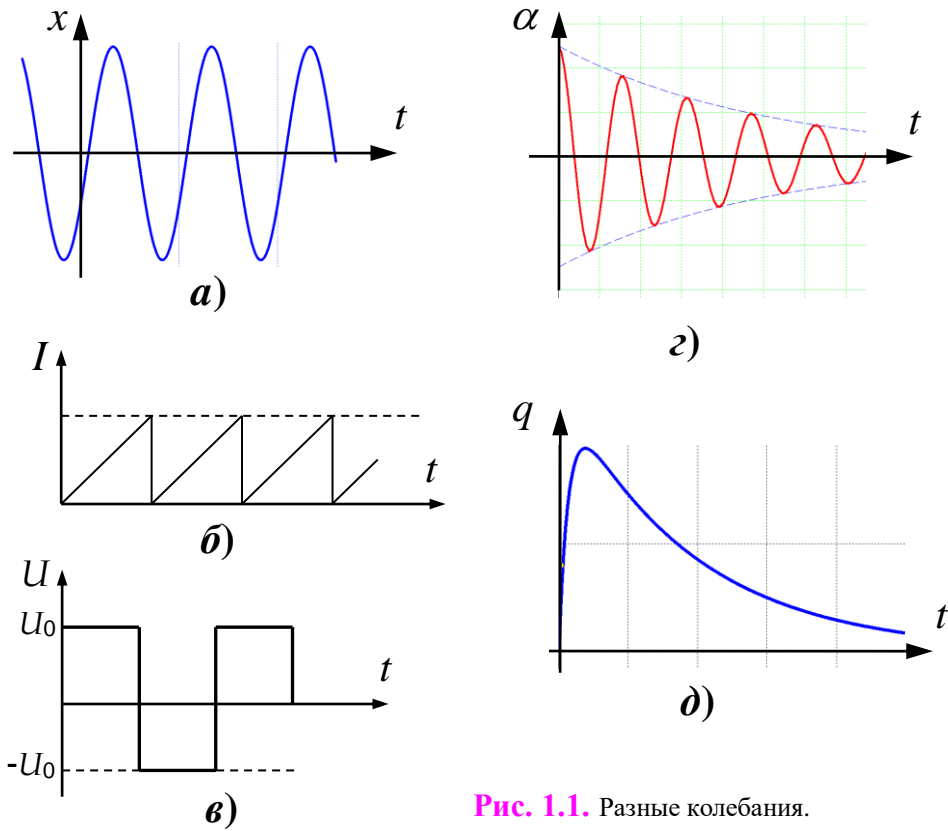 x
t
а)
α
t
г)
I
t
б)
q
t
д)
U
U0
t
-U0
в)
Рис. 1.1. Разные колебания.